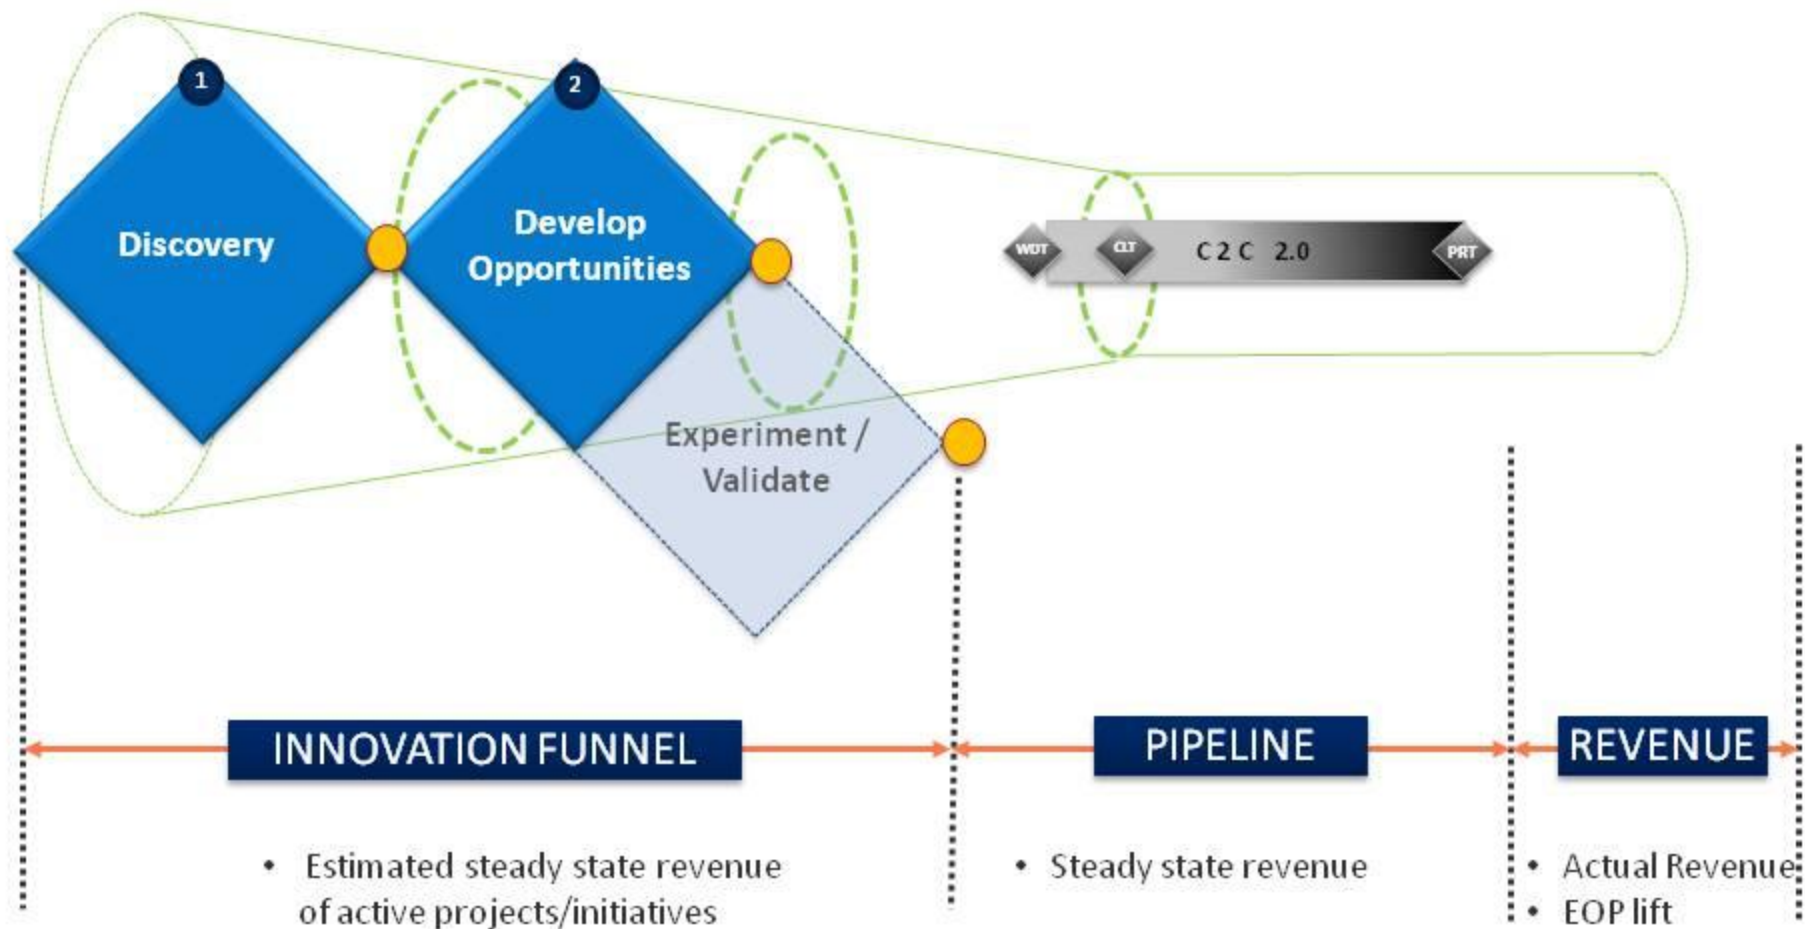 1
2
Discovery
Develop
Opportunities
WDT
CLT
C2C 2.0
PRT
Experiment /
Validate
INNOVATION FUNNEL
PIPELINE
REVENUE
• Estimated steady state revenue
of active projects/initiatives
• Steady state revenue
• Actual Revenue
• EOP lift